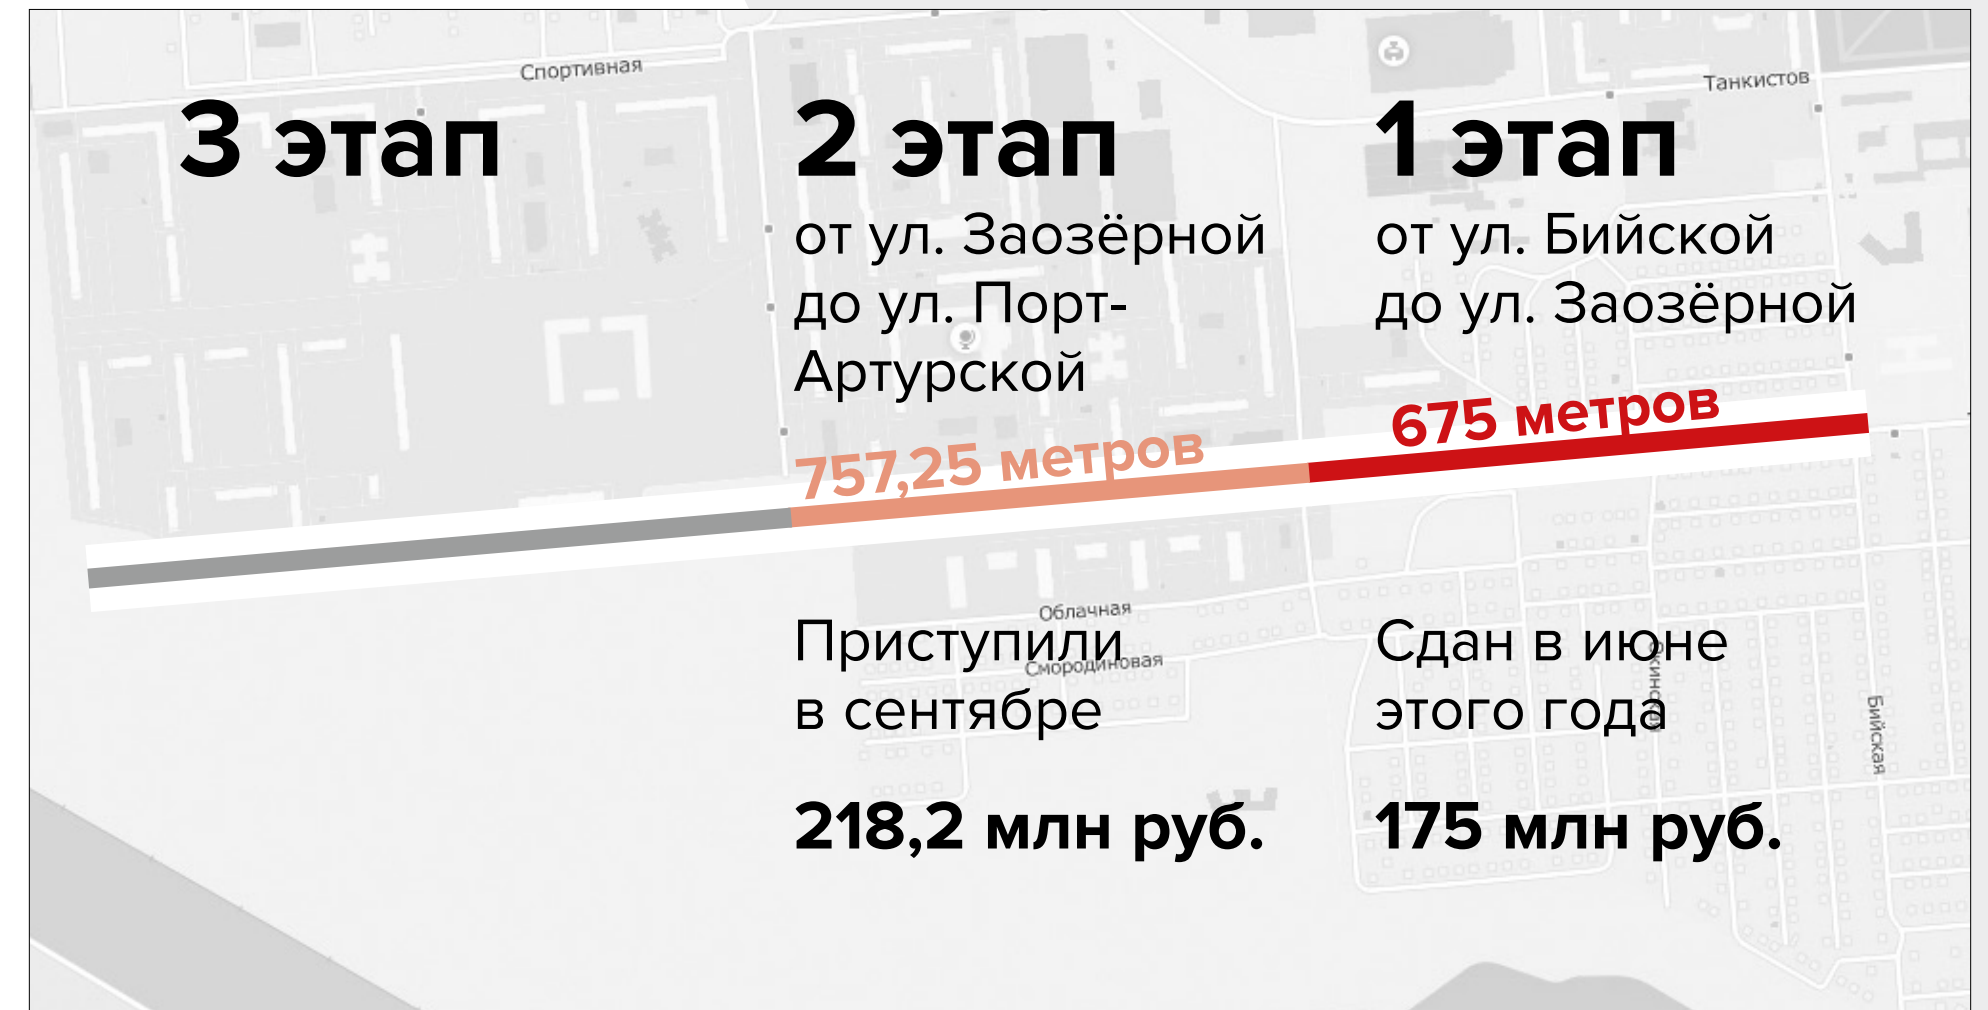 Спортивная
Танкистов
3 этап
2 этап
от ул. Заозёрной
до ул. Порт-
Артурской
757,25 метров
Приступили
в сентябре
218,2 млн руб.
1 этап
от ул. Бийской
до ул. Заозёрной
675 метров
Сдан в июне
этого года
175 млн руб.
Облачная
Смородиновая
Бийская